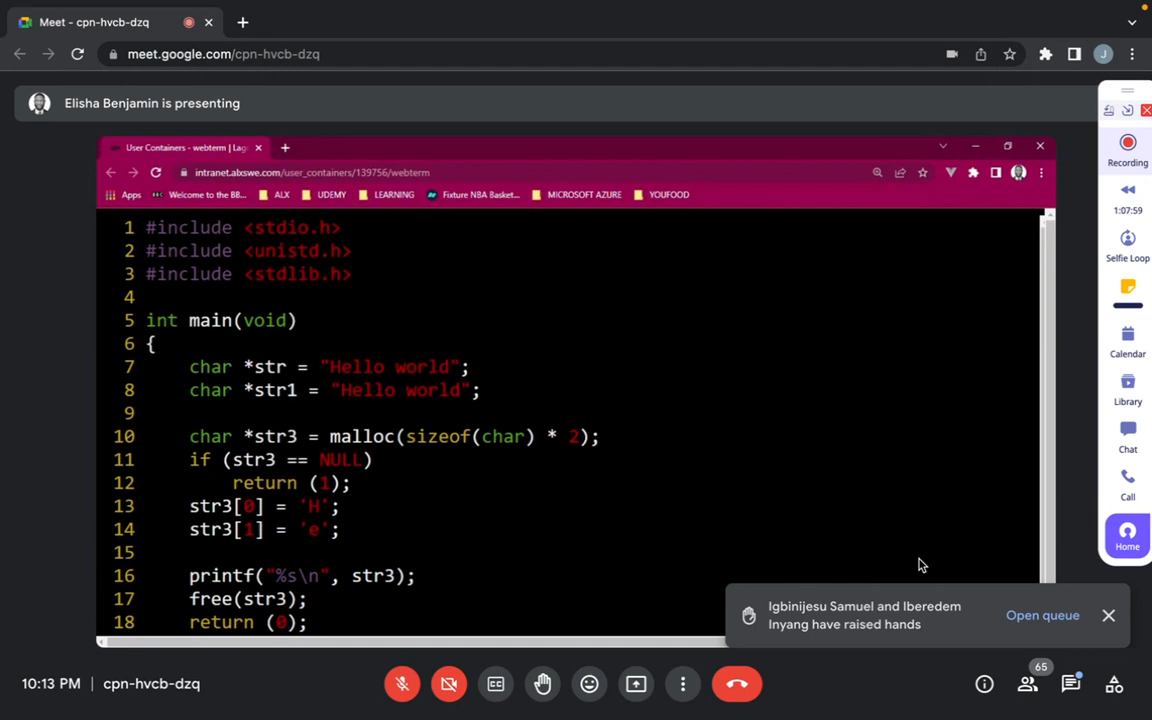 Meet - cpn-hvcb-dzq
meet.google.com/cpn-hvcb-dzq
J
Elisha Benjamin is presenting
User Containers - webterm | Lag
intranet.alxswe.com/user_containers/139756/webterm
Apps Welcome to the BB... ALX UDEMY LEARNING Fixture NBA Basket... MICROSOFT AZURE YOUFOOD
1 #include <stdio.h>
2 #include <unistd.h>
3 #include <stdlib.h>
4
5 int main(void)
6 {
7 char *str = "Hello world";
8 char *str1 = "Hello world";
9
10 char *str3 = malloc(sizeof(char) * 2);
11 if (str3 == NULL)
12 return (1);
13 str3[0] = 'H';
14 str3[1] = 'e';
15
16 printf("%s\n", str3);
17 free(str3);
18 return (0);
Recording
1:07:59
Selfie Loop
Calendar
Library
Chat
Call
Home
Igbinijesu Samuel and Iberedem
Inyang have raised hands
Open queue
10:13 PM | cpn-hvcb-dzq
65